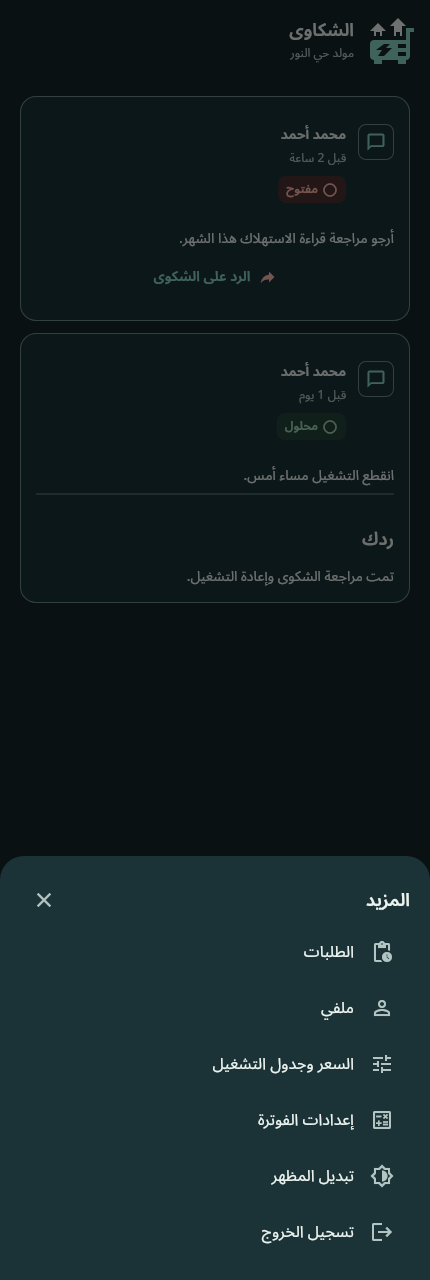 الشكاوى
مولد حي النور
محمد أحمد
قبل 2 ساعة
مفتوح
أرجو مراجعة قراءة الاستهلاك هذا الشهر.
الرد على الشكوى
محمد أحمد
قبل 1 يوم
محلول
انقطع التشغيل مساء أمس.
ردك
تمت مراجعة الشكوى وإعادة التشغيل.
المزيد
الطلبات
ملفي
السعر وجدول التشغيل
إعدادات الفوترة
تبديل المظهر
تسجيل الخروج